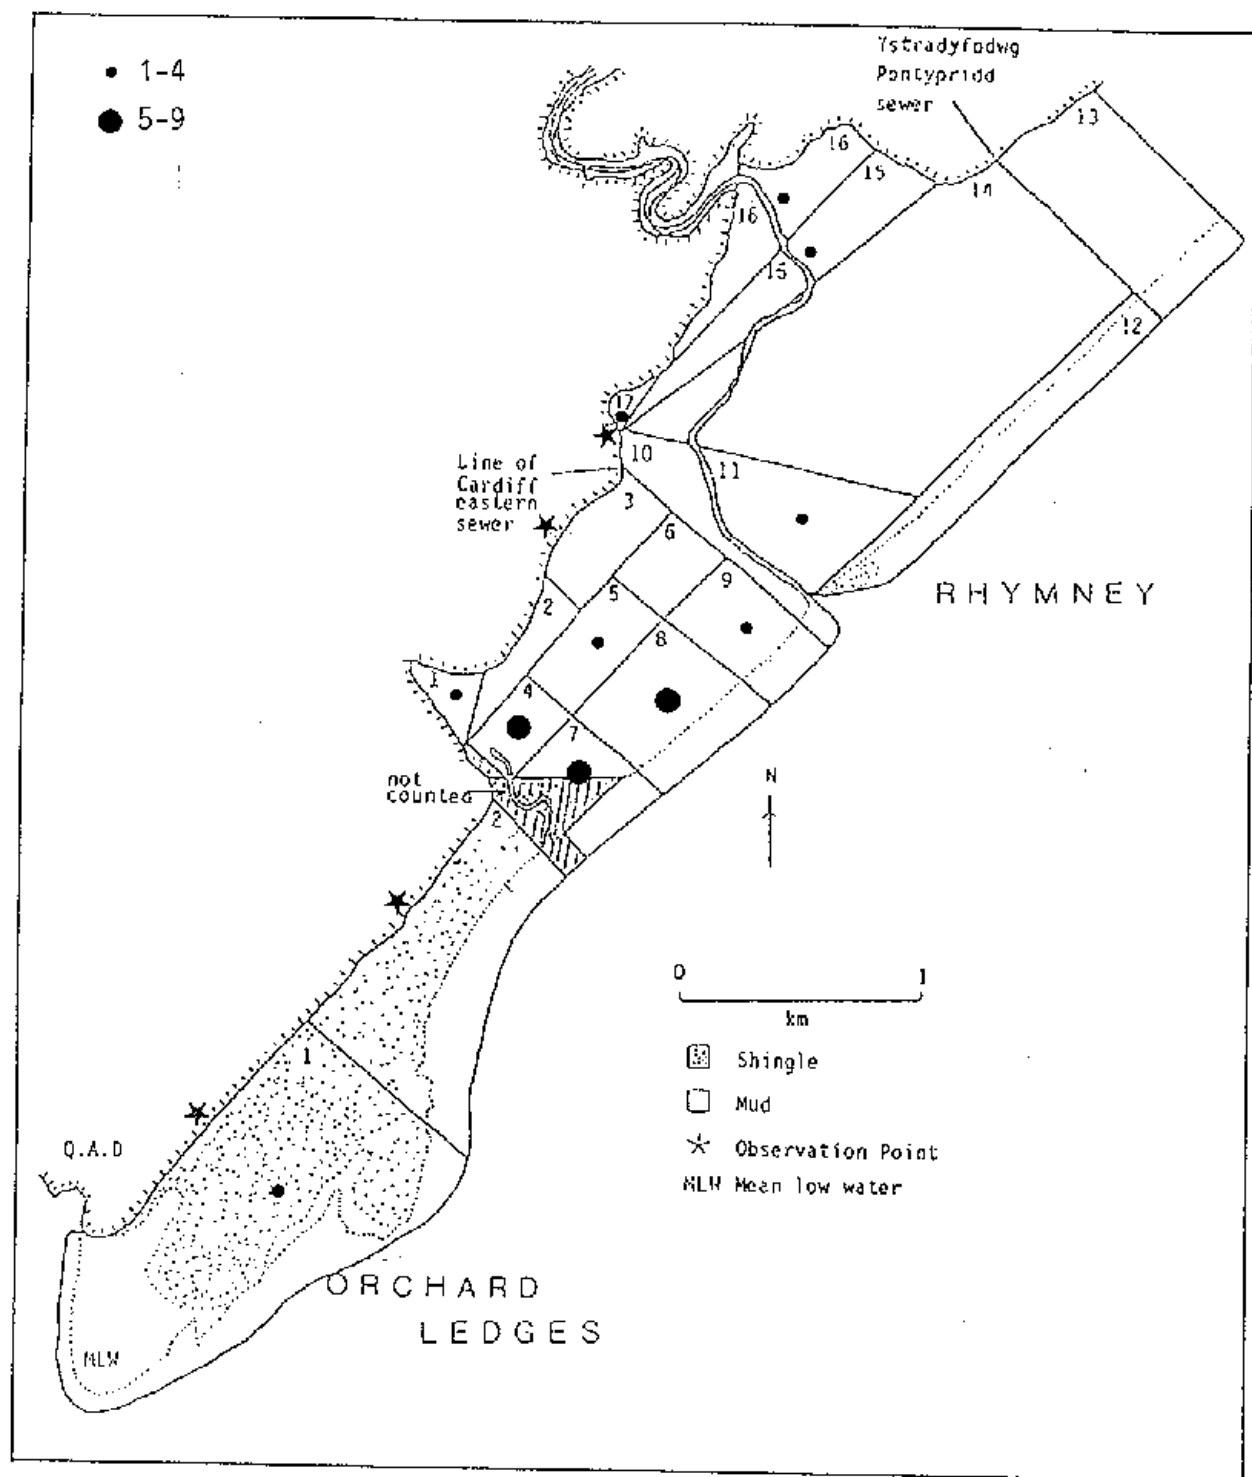 1-4
5-9
Ystradyfodwg
Pontypridd
sewer
13
16
15
14
16
15
12
17
10
11
Line of
Cardiff
eastern
sewer
3
6
9
2
5
8
1
4
7
RHYMNEY
not
counted
2
N
0 1
km
1
Shingle
Mud
Observation Point
MLW Mean low water
Q.A.D
ORCHARD
LEDGES
MLW